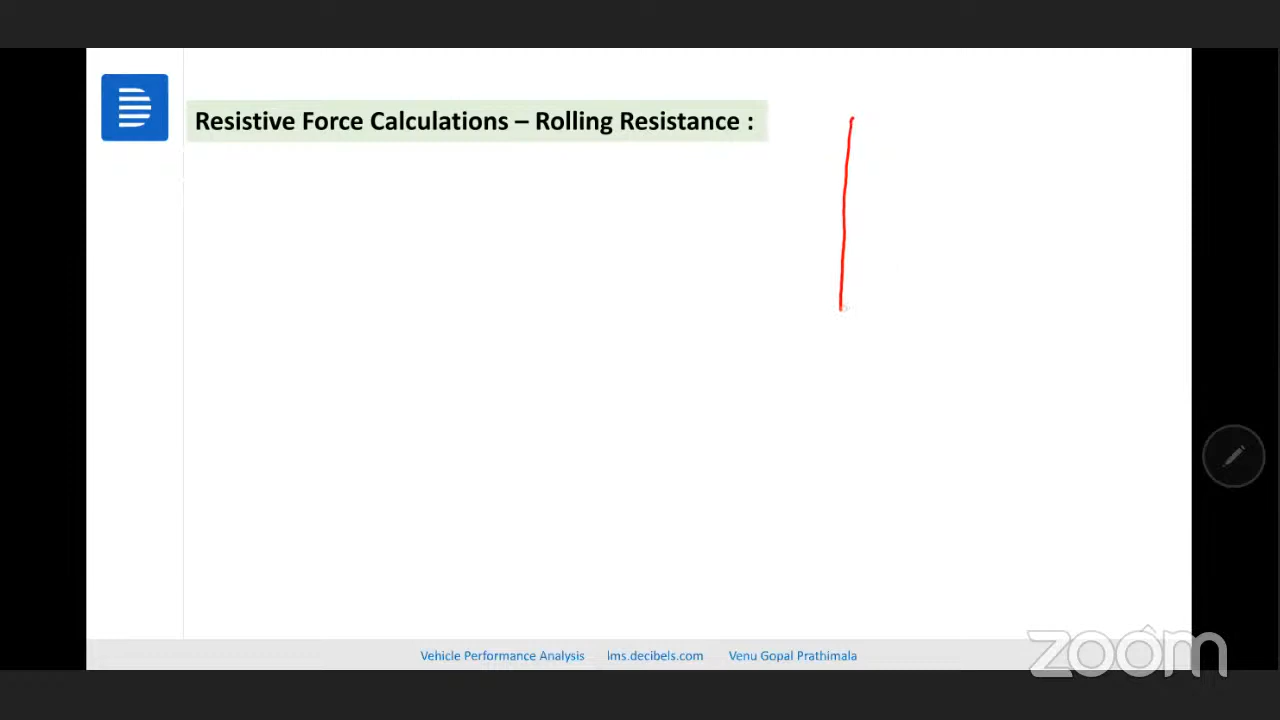 Resistive Force Calculations – Rolling Resistance :
Vehicle Performance Analysis lms.decibels.com Venu Gopal Prathimala
zoom